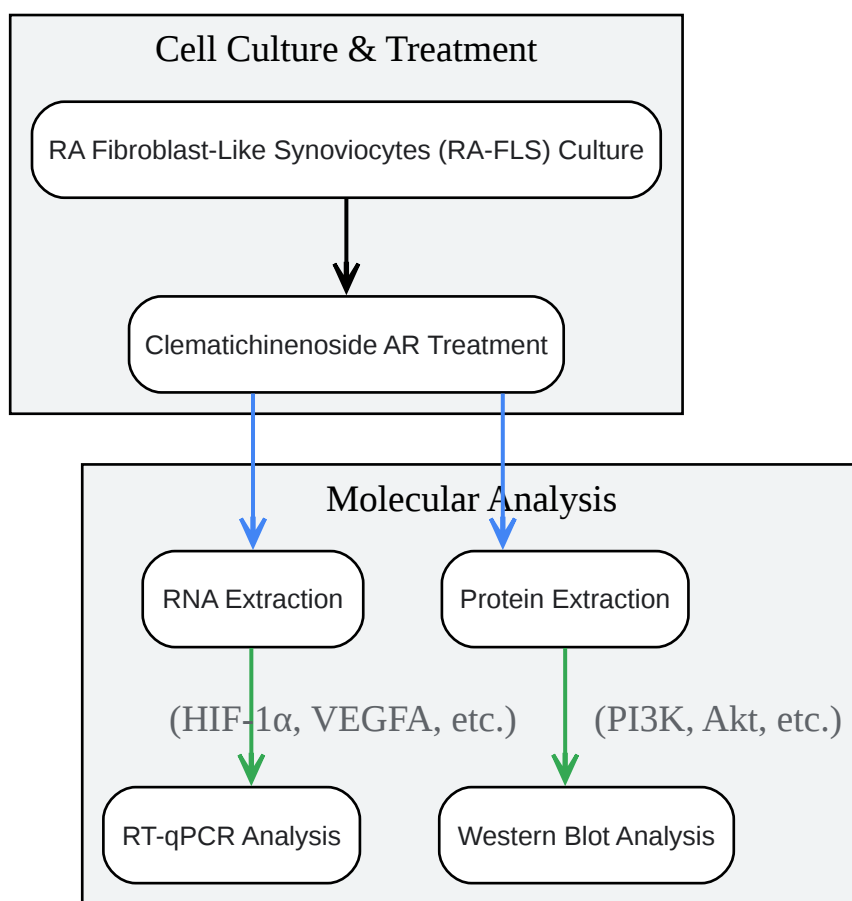 Cell Culture & Treatment
RA Fibroblast-Like Synoviocytes (RA-FLS) Culture
Clematichinenoside AR Treatment
Molecular Analysis
RNA Extraction
Protein Extraction
(HIF-1α, VEGFA, etc.)
(PI3K, Akt, etc.)
RT-qPCR Analysis
Western Blot Analysis